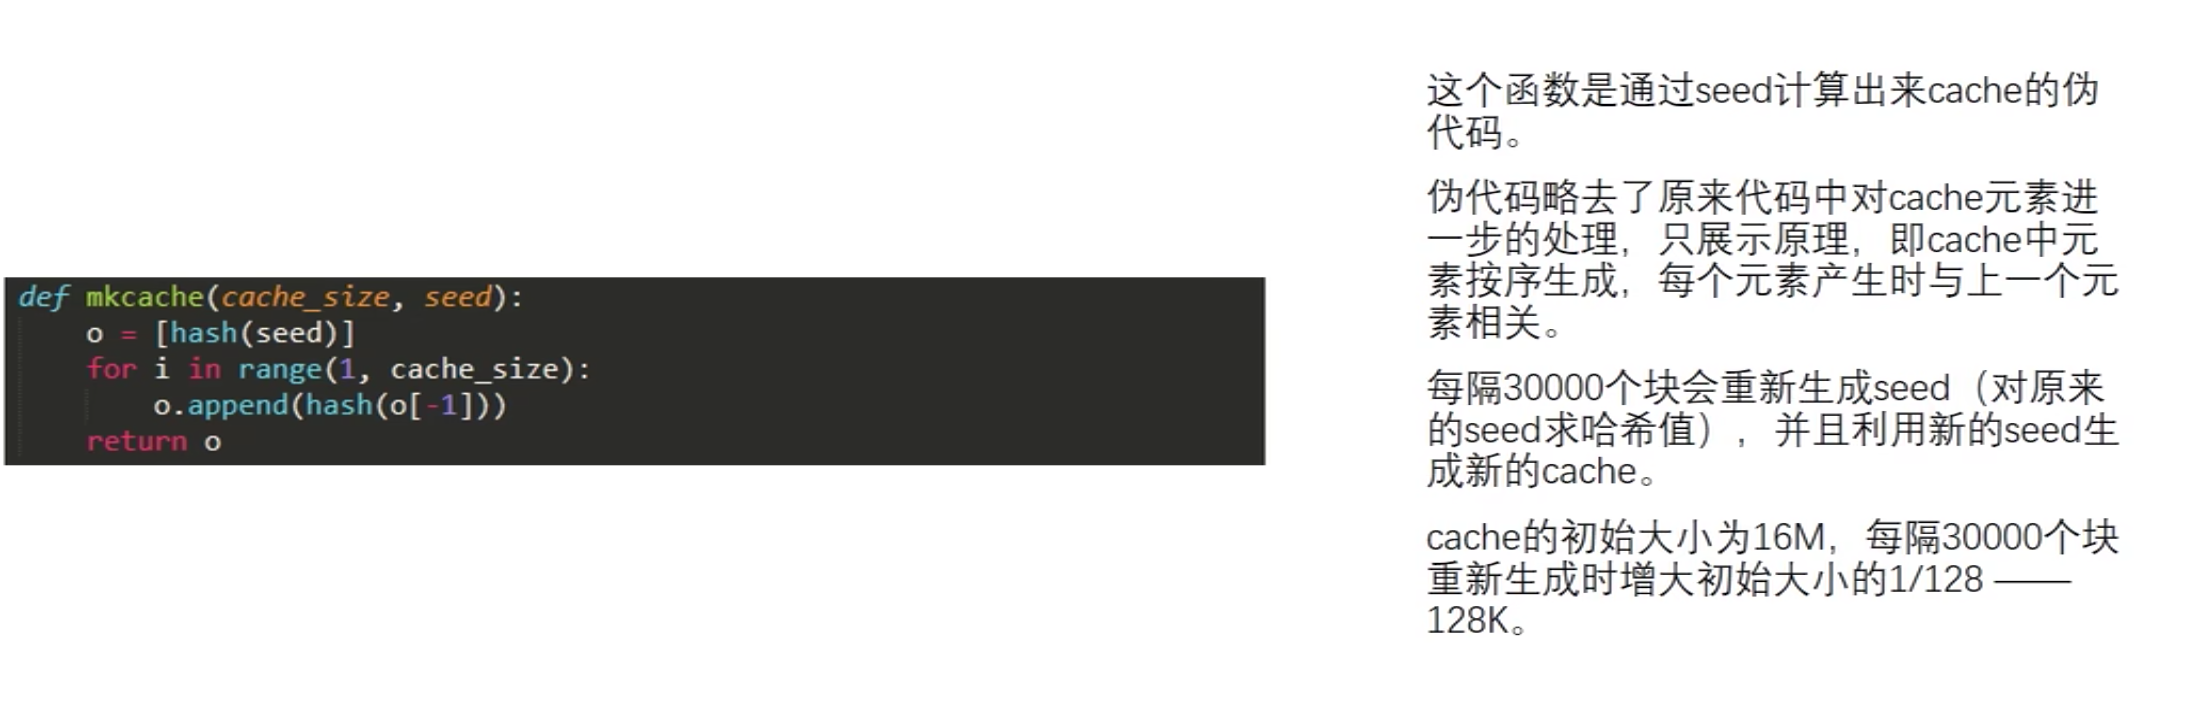 def mkcache(cache_size, seed):
    o = [hash(seed)]
    for i in range(1, cache_size):
        o.append(hash(o[-1]))
    return o
这个函数是通过seed计算出来cache的伪
代码。
伪代码略去了原来代码中对cache元素进
一步的处理，只展示原理，即cache中元
素按序生成，每个元素产生时与上一个元
素相关。
每隔30000个块会重新生成seed（对原来
的seed求哈希值），并且利用新的seed生
成新的cache。
cache的初始大小为16M，每隔30000个块
重新生成时增大初始大小的1/128 ——
128K。